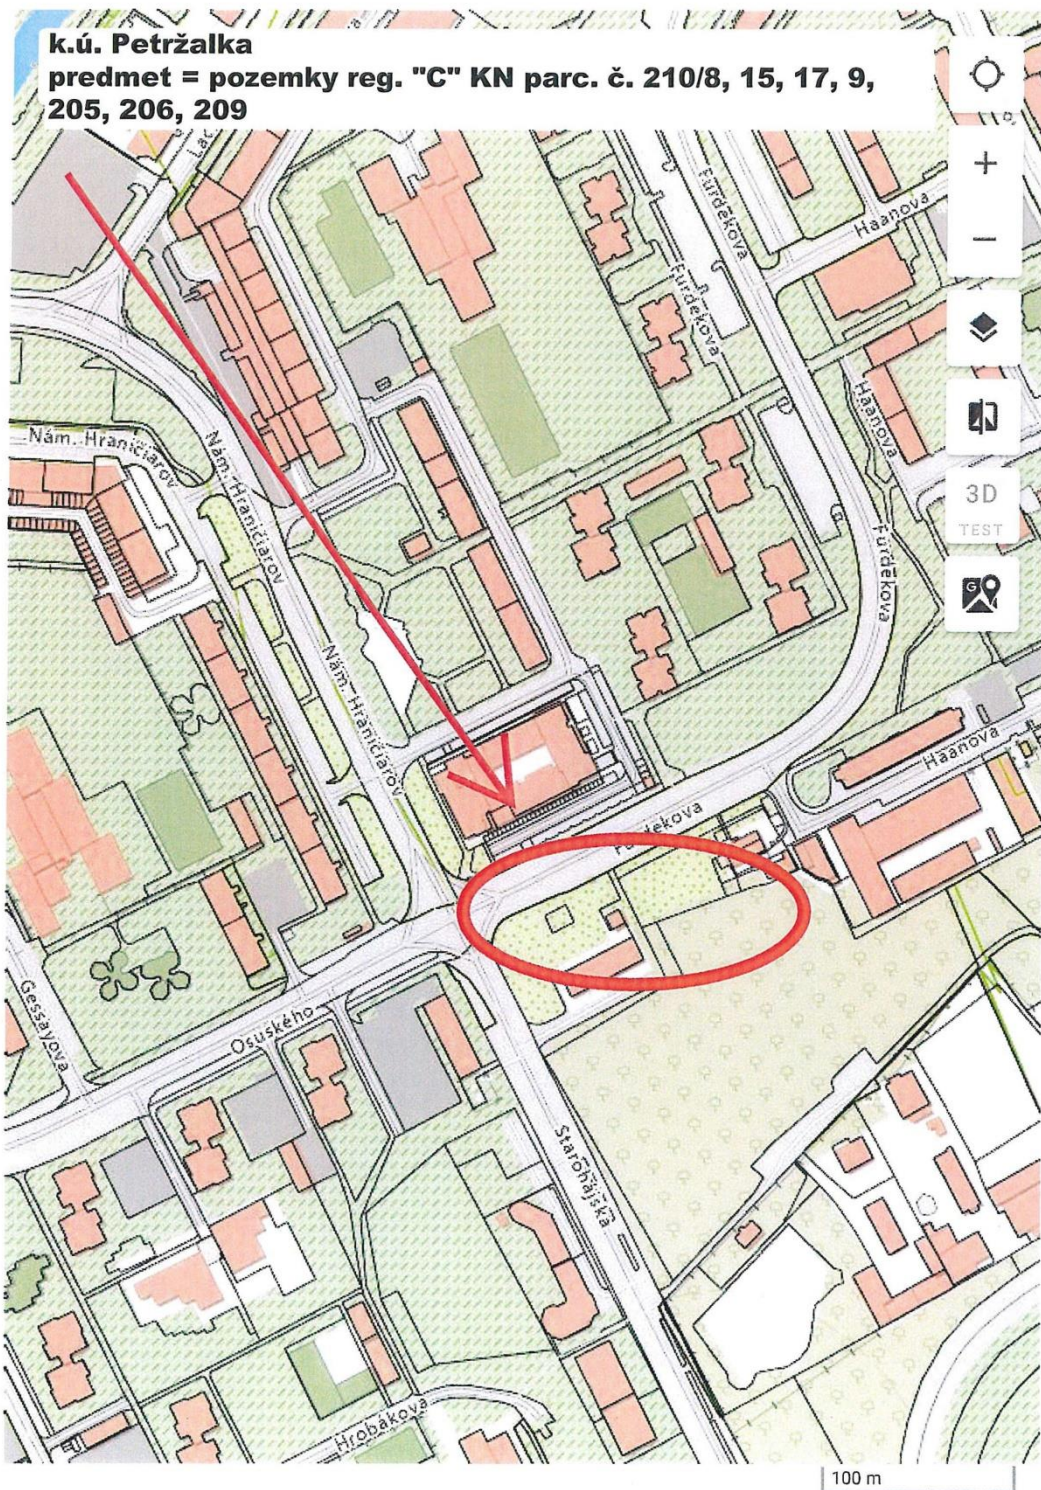 k.ú. Petržalka
predmet = pozemky reg. "C" KN parc. č. 210/8, 15, 17, 9,
205, 206, 209
Furdekova
Haanova
Furdekova
+
−
Haanova
Nám. Hraničiarov
Nám. Hraničiarov
3D
TEST
Furdekova
G
Nám. Hraničiarov
Haanova
Furdekova
Gessayova
Osuského
Starohájska
Hrobákova
100 m